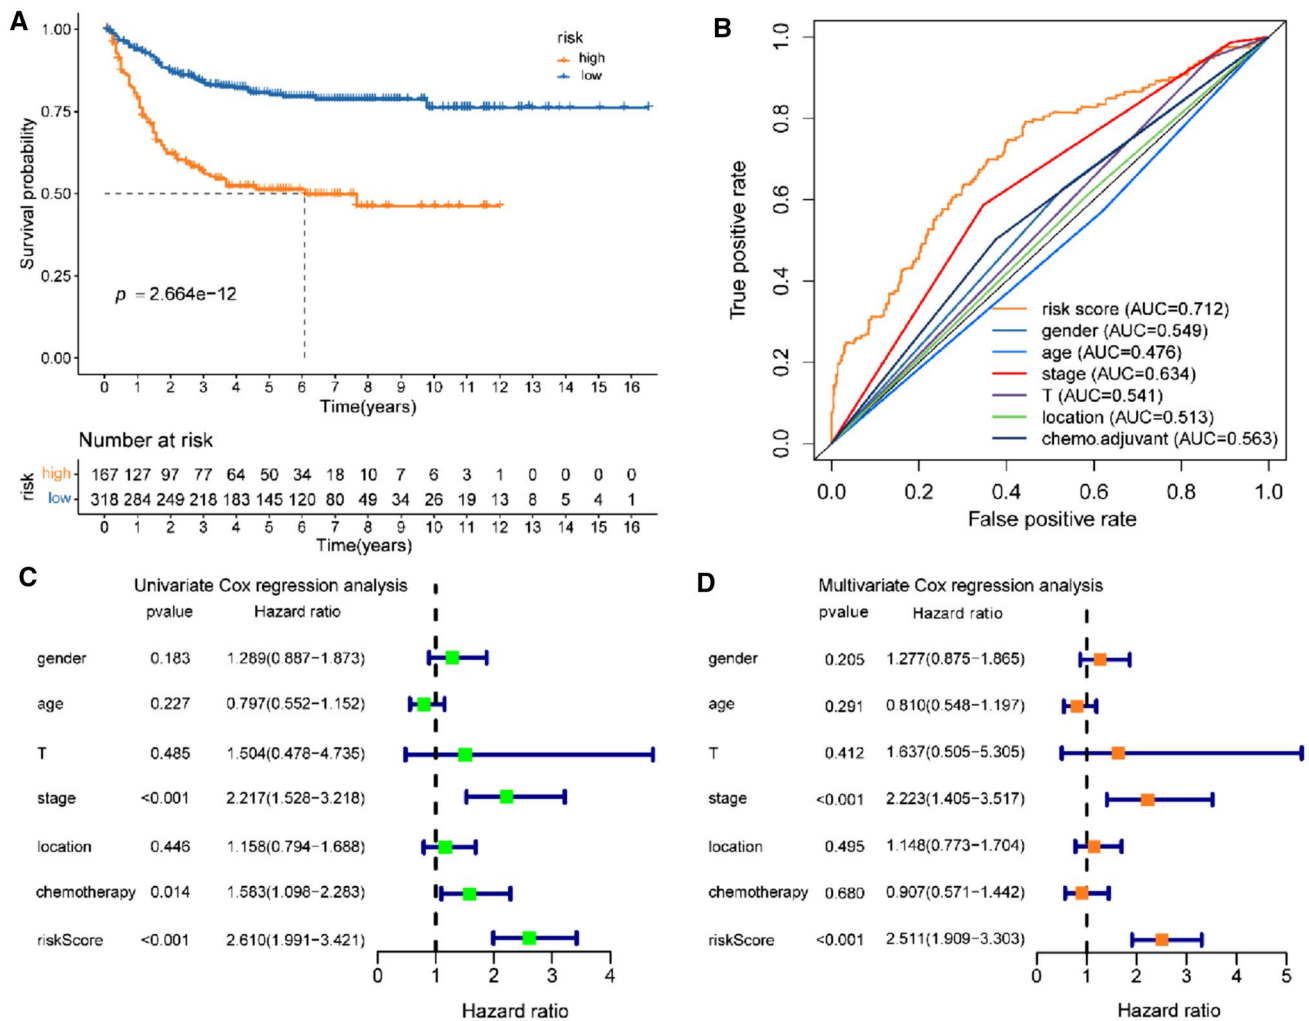 A
risk
high
low
1.00
0.75
0.50
0.25
0.00
Survival probability
p = 2.664e−12
0 1 2 3 4 5 6 7 8 9 10 11 12 13 14 15 16
Time(years)
Number at risk
risk
high 167 127 97 77 64 50 34 18 10 7 6 3 1 0 0 0 0
low 318 284 249 218 183 145 120 80 49 34 26 19 13 8 5 4 1
0 1 2 3 4 5 6 7 8 9 10 11 12 13 14 15 16
Time(years)
B
True positive rate
1.0
0.8
0.6
0.4
0.2
0.0
risk score (AUC=0.712)
gender (AUC=0.549)
age (AUC=0.476)
stage (AUC=0.634)
T (AUC=0.541)
location (AUC=0.513)
chemo.adjuvant (AUC=0.563)
0.0 0.2 0.4 0.6 0.8 1.0
False positive rate
C
Univariate Cox regression analysis
pvalue Hazard ratio
gender 0.183 1.289(0.887−1.873)
age 0.227 0.797(0.552−1.152)
T 0.485 1.504(0.478−4.735)
stage <0.001 2.217(1.528−3.218)
location 0.446 1.158(0.794−1.688)
chemotherapy 0.014 1.583(1.098−2.283)
riskScore <0.001 2.610(1.991−3.421)
0 1 2 3 4
Hazard ratio
D
Multivariate Cox regression analysis
pvalue Hazard ratio
gender 0.205 1.277(0.875−1.865)
age 0.291 0.810(0.548−1.197)
T 0.412 1.637(0.505−5.305)
stage <0.001 2.223(1.405−3.517)
location 0.495 1.148(0.773−1.704)
chemotherapy 0.680 0.907(0.571−1.442)
riskScore <0.001 2.511(1.909−3.303)
0 1 2 3 4 5
Hazard ratio